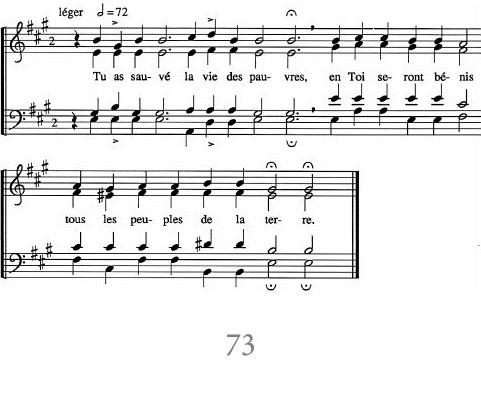 léger 𝅗𝅥 = 72
Tu as sau- vé la vie des pau- vres, en Toi se- ront bé- nis
tous les peu- ples de la ter- re.
73